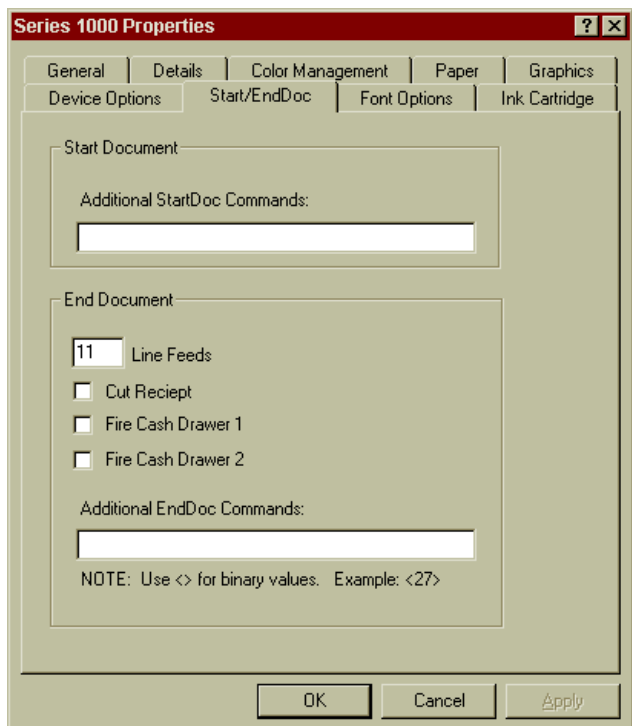 Series 1000 Properties
General Details Color Management Paper Graphics
Device Options Start/EndDoc Font Options Ink Cartridge
Start Document
Additional StartDoc Commands:
End Document
11 Line Feeds
Cut Reciept
Fire Cash Drawer 1
Fire Cash Drawer 2
Additional EndDoc Commands:
NOTE: Use <> for binary values. Example: <27>
OK Cancel Apply